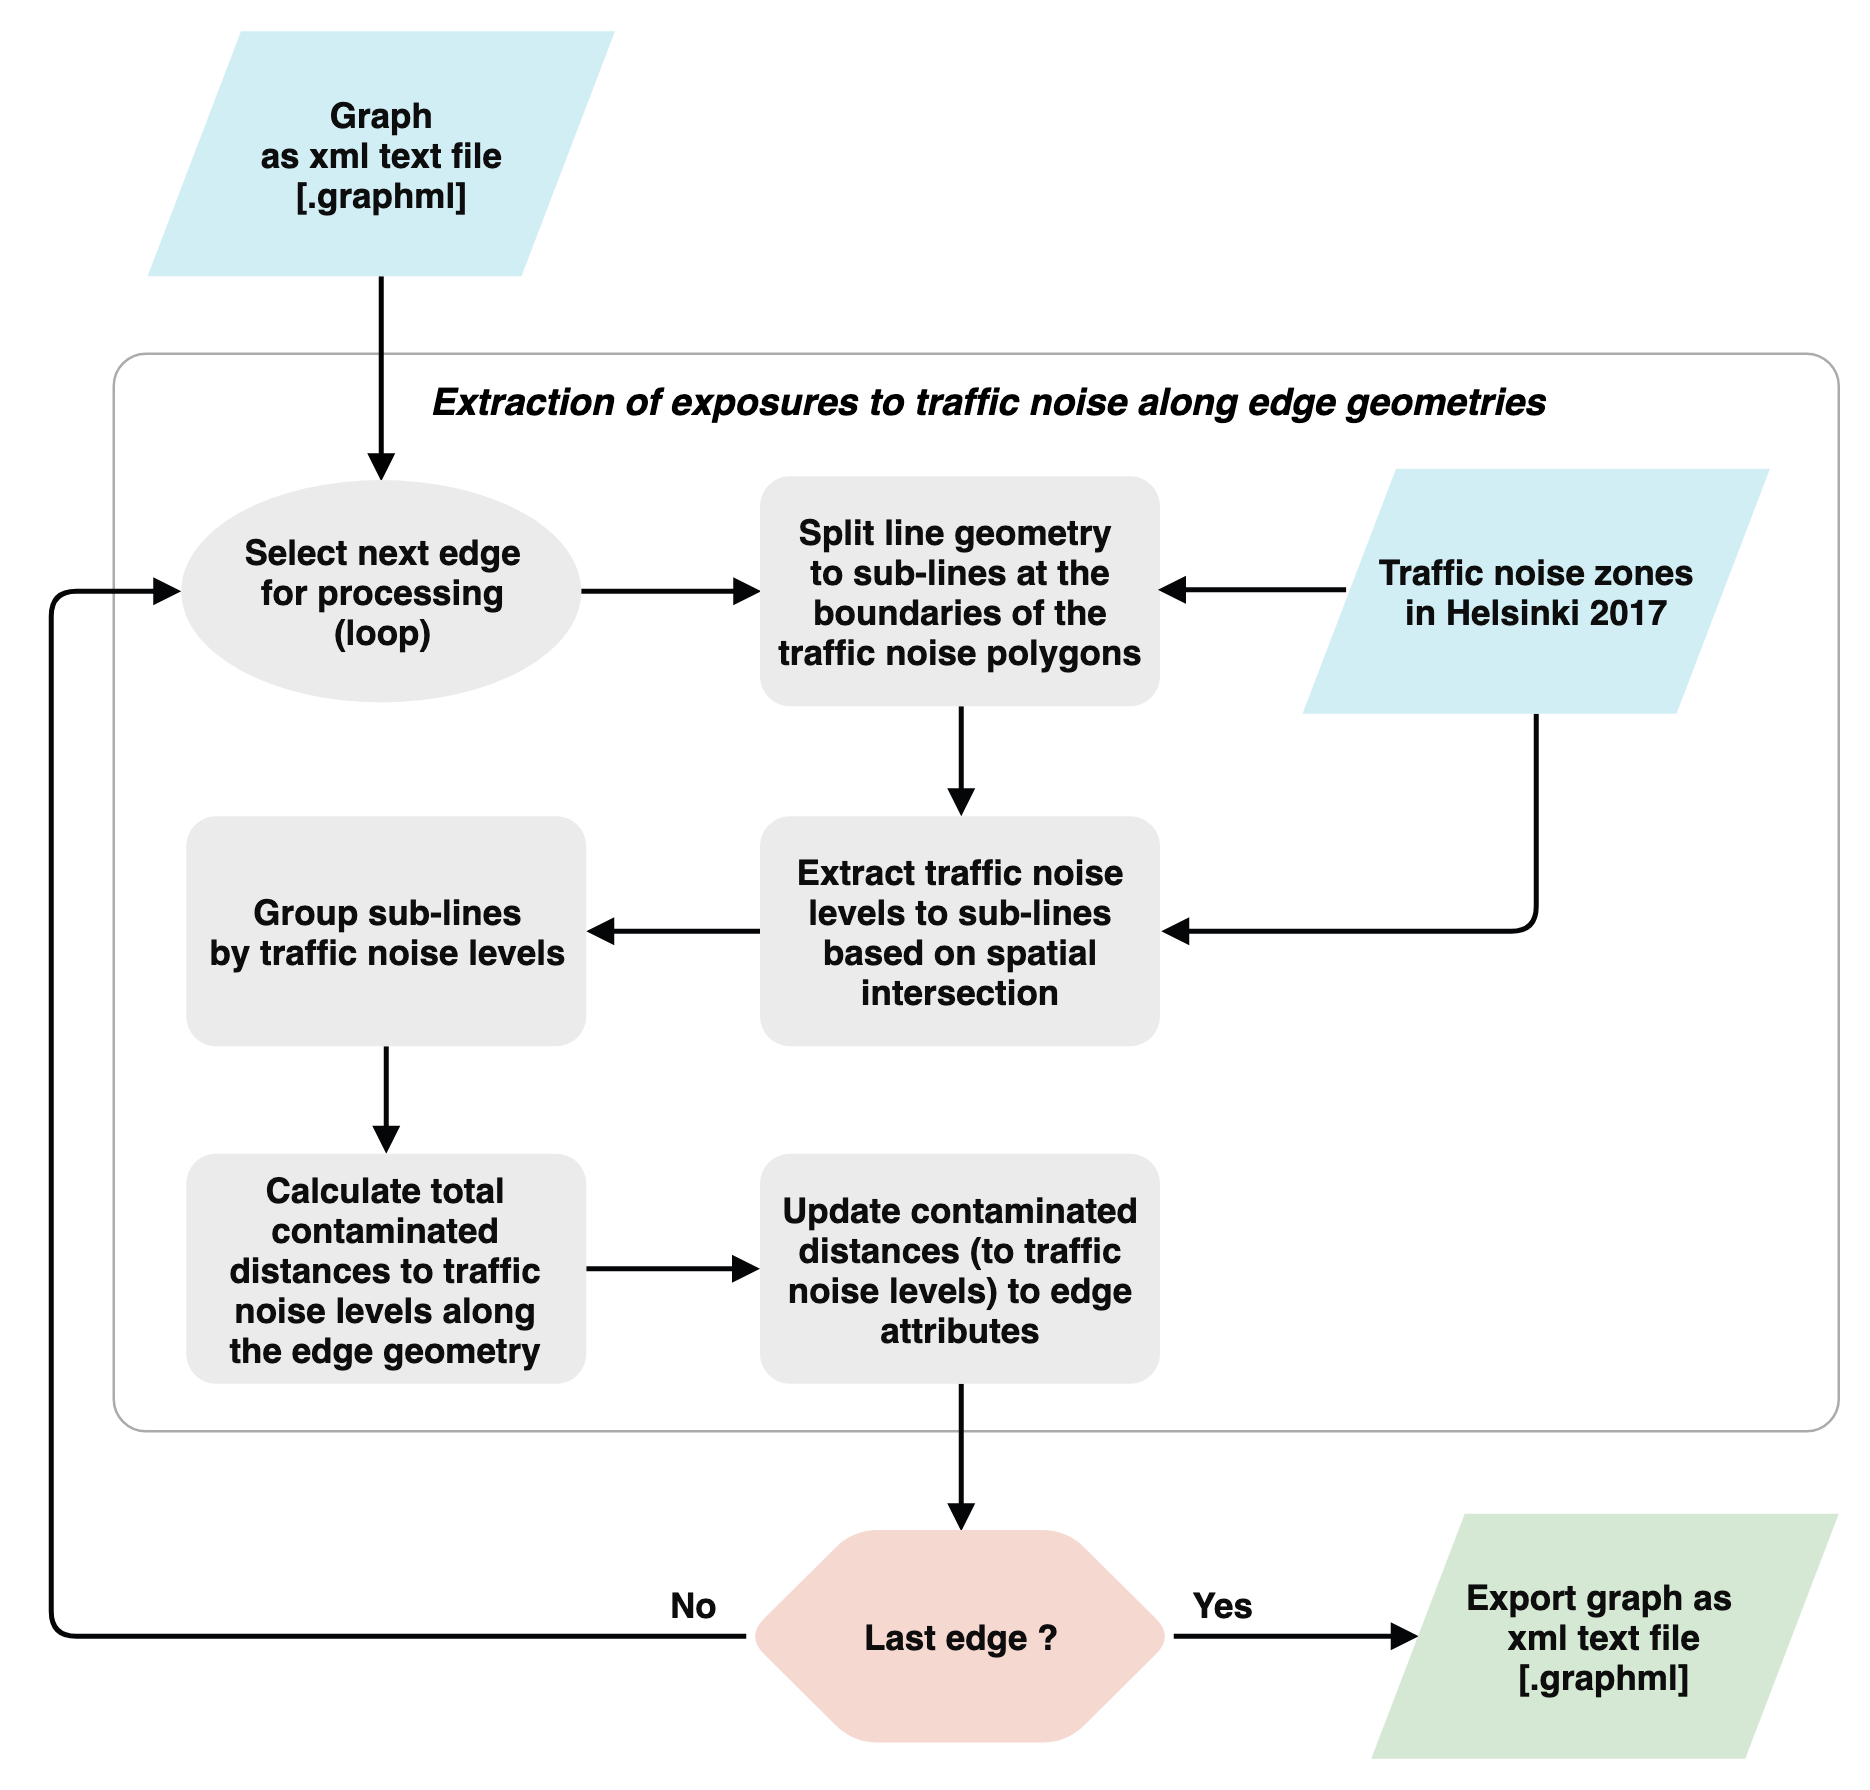 Graph
as xml text file
[.graphml]
Extraction of exposures to traffic noise along edge geometries
Select next edge
for processing
(loop)
Split line geometry
to sub-lines at the
boundaries of the
traffic noise polygons
Traffic noise zones
in Helsinki 2017
Group sub-lines
by traffic noise levels
Extract traffic noise
levels to sub-lines
based on spatial
intersection
Calculate total
contaminated
distances to traffic
noise levels along
the edge geometry
Update contaminated
distances (to traffic
noise levels) to edge
attributes
No
Last edge ?
Yes
Export graph as
xml text file
[.graphml]